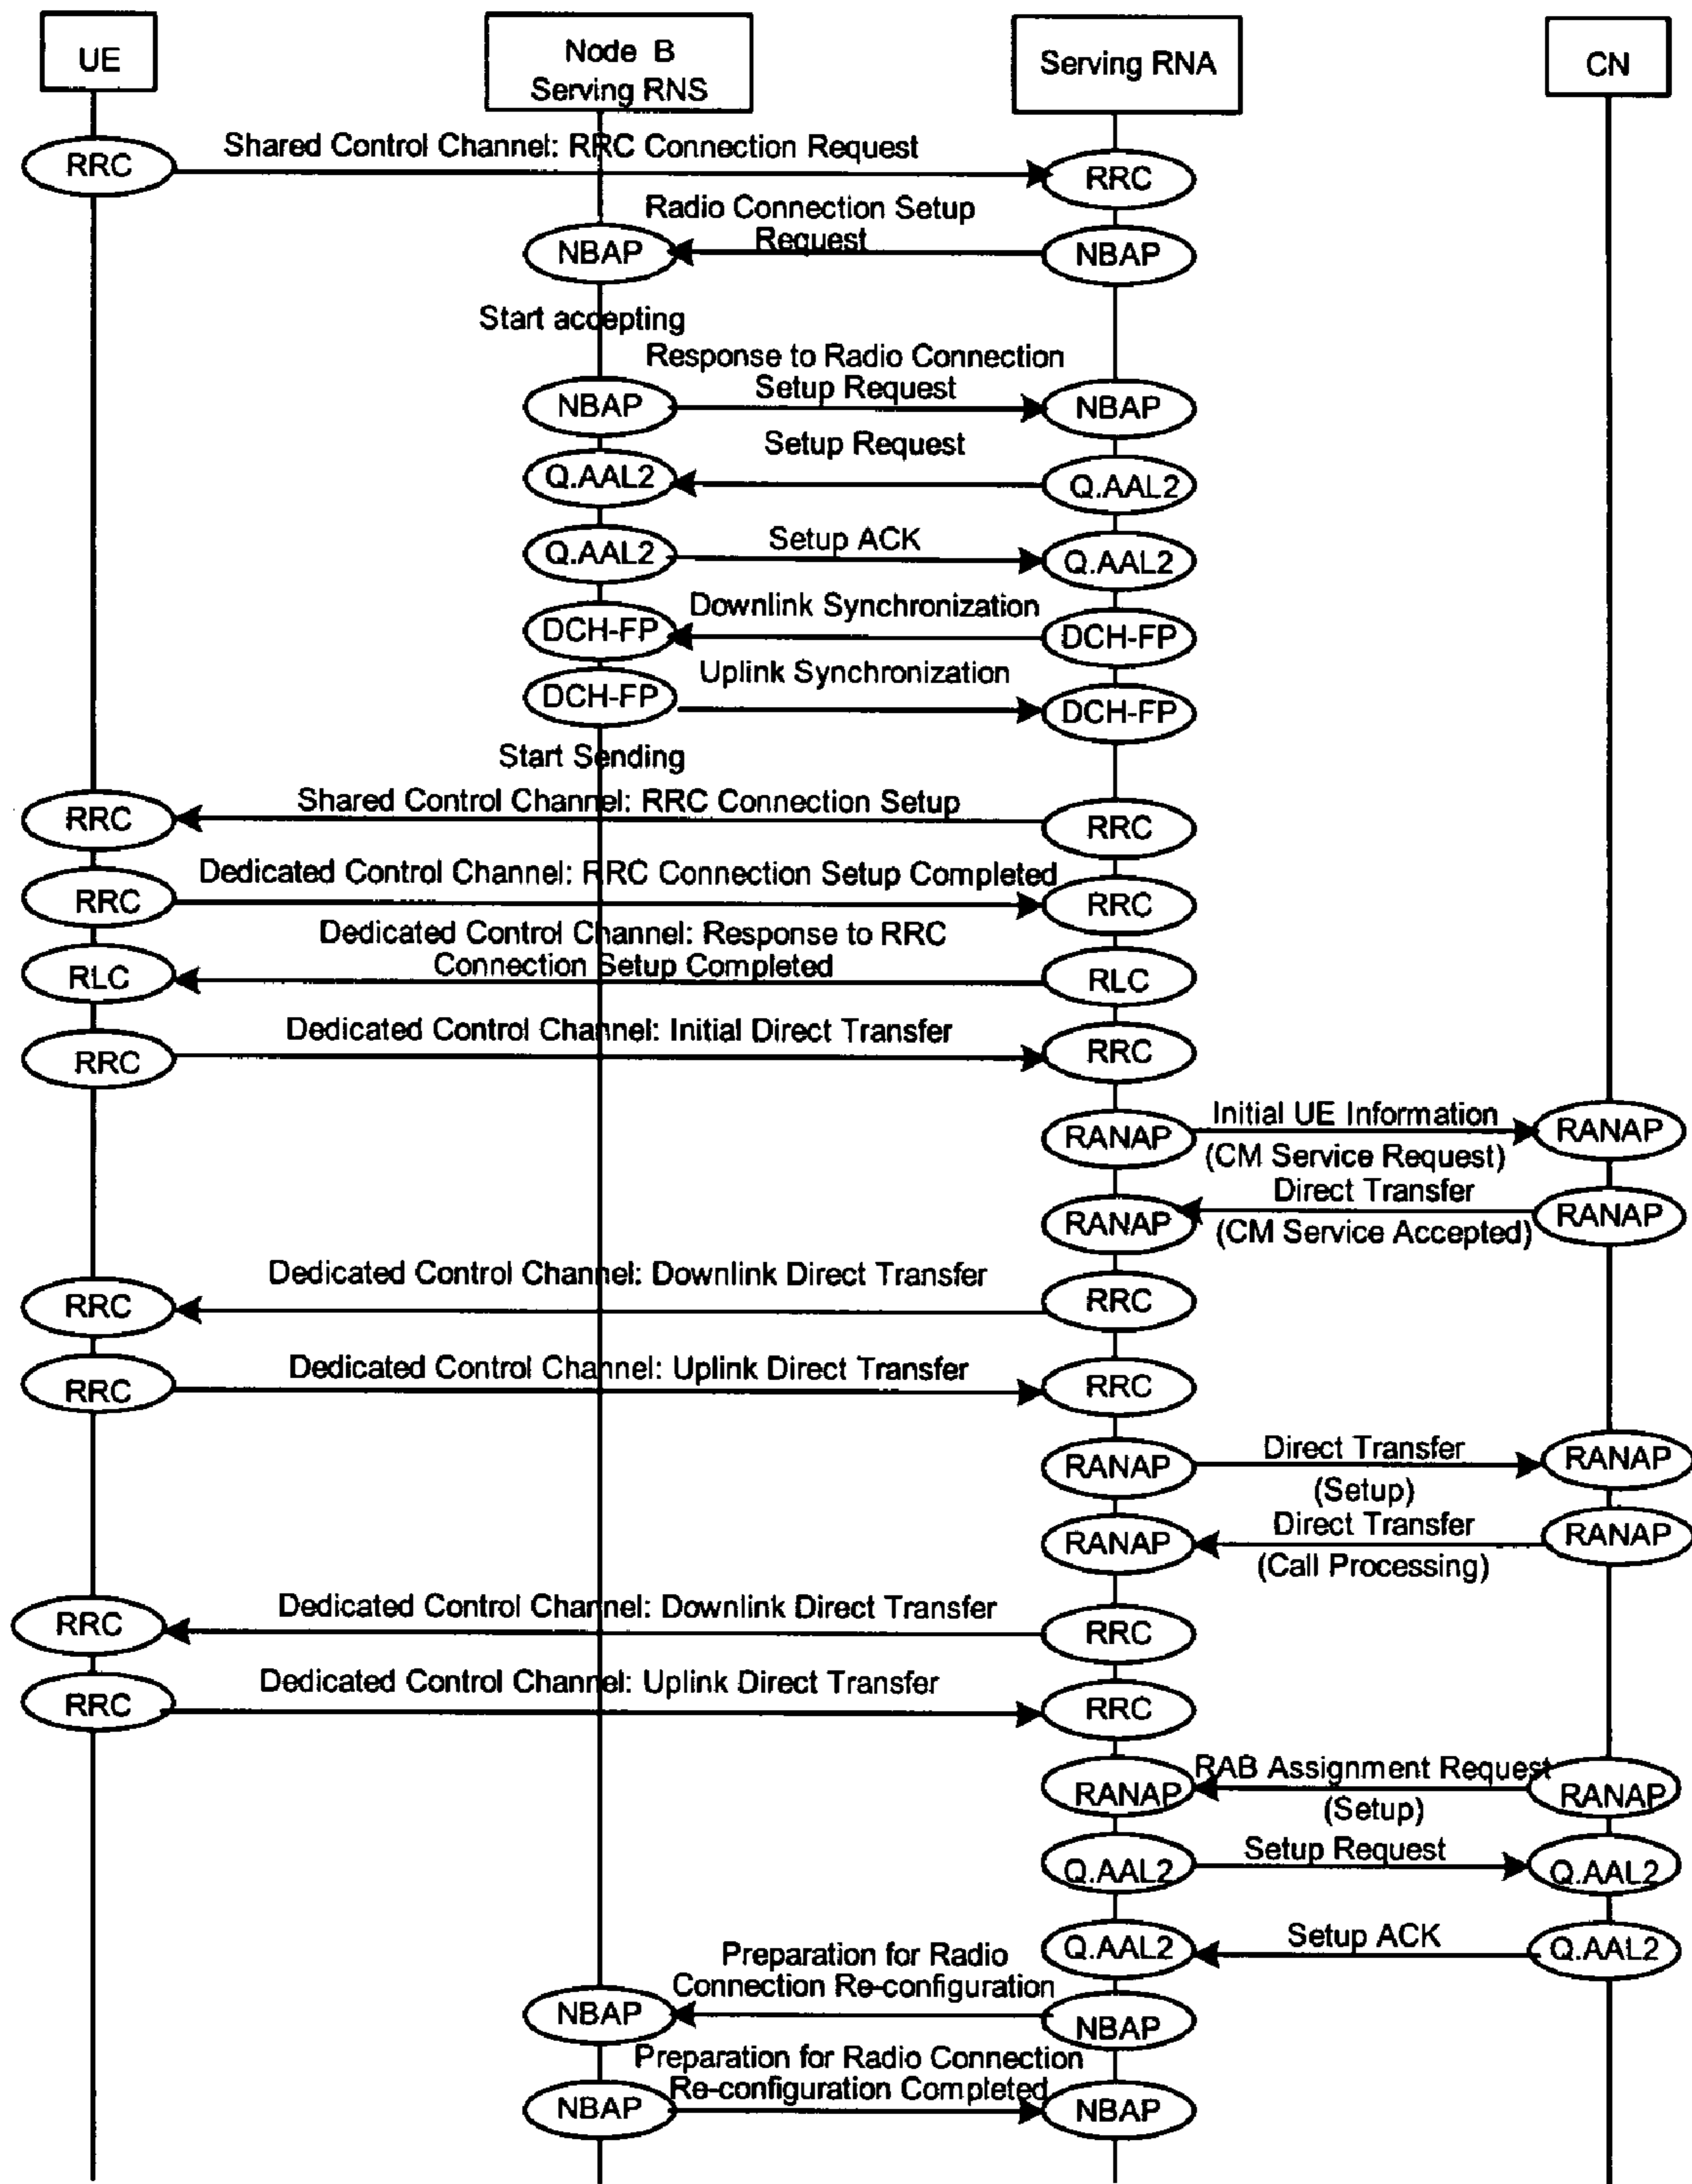 UE
Node B
Serving RNS
Serving RNA
CN
Shared Control Channel: RRC Connection Request
RRC
RRC
Radio Connection Setup
Request
NBAP
NBAP
Start accepting
Response to Radio Connection
Setup Request
NBAP
NBAP
Setup Request
Q.AAL2
Q.AAL2
Setup ACK
Q.AAL2
Q.AAL2
Downlink Synchronization
DCH-FP
DCH-FP
Uplink Synchronization
DCH-FP
DCH-FP
Start Sending
Shared Control Channel: RRC Connection Setup
RRC
RRC
Dedicated Control Channel: RRC Connection Setup Completed
RRC
RRC
Dedicated Control Channel: Response to RRC
Connection Setup Completed
RLC
RLC
Dedicated Control Channel: Initial Direct Transfer
RRC
RRC
Initial UE Information
RANAP
RANAP
(CM Service Request)
Direct Transfer
RANAP
RANAP
(CM Service Accepted)
Dedicated Control Channel: Downlink Direct Transfer
RRC
RRC
Dedicated Control Channel: Uplink Direct Transfer
RRC
RRC
Direct Transfer
RANAP
RANAP
(Setup)
Direct Transfer
RANAP
RANAP
(Call Processing)
Dedicated Control Channel: Downlink Direct Transfer
RRC
RRC
Dedicated Control Channel: Uplink Direct Transfer
RRC
RRC
RAB Assignment Request
RANAP
RANAP
(Setup)
Setup Request
Q.AAL2
Q.AAL2
Setup ACK
Q.AAL2
Q.AAL2
Preparation for Radio
Connection Re-configuration
NBAP
NBAP
Preparation for Radio Connection
Re-configuration Completed
NBAP
NBAP